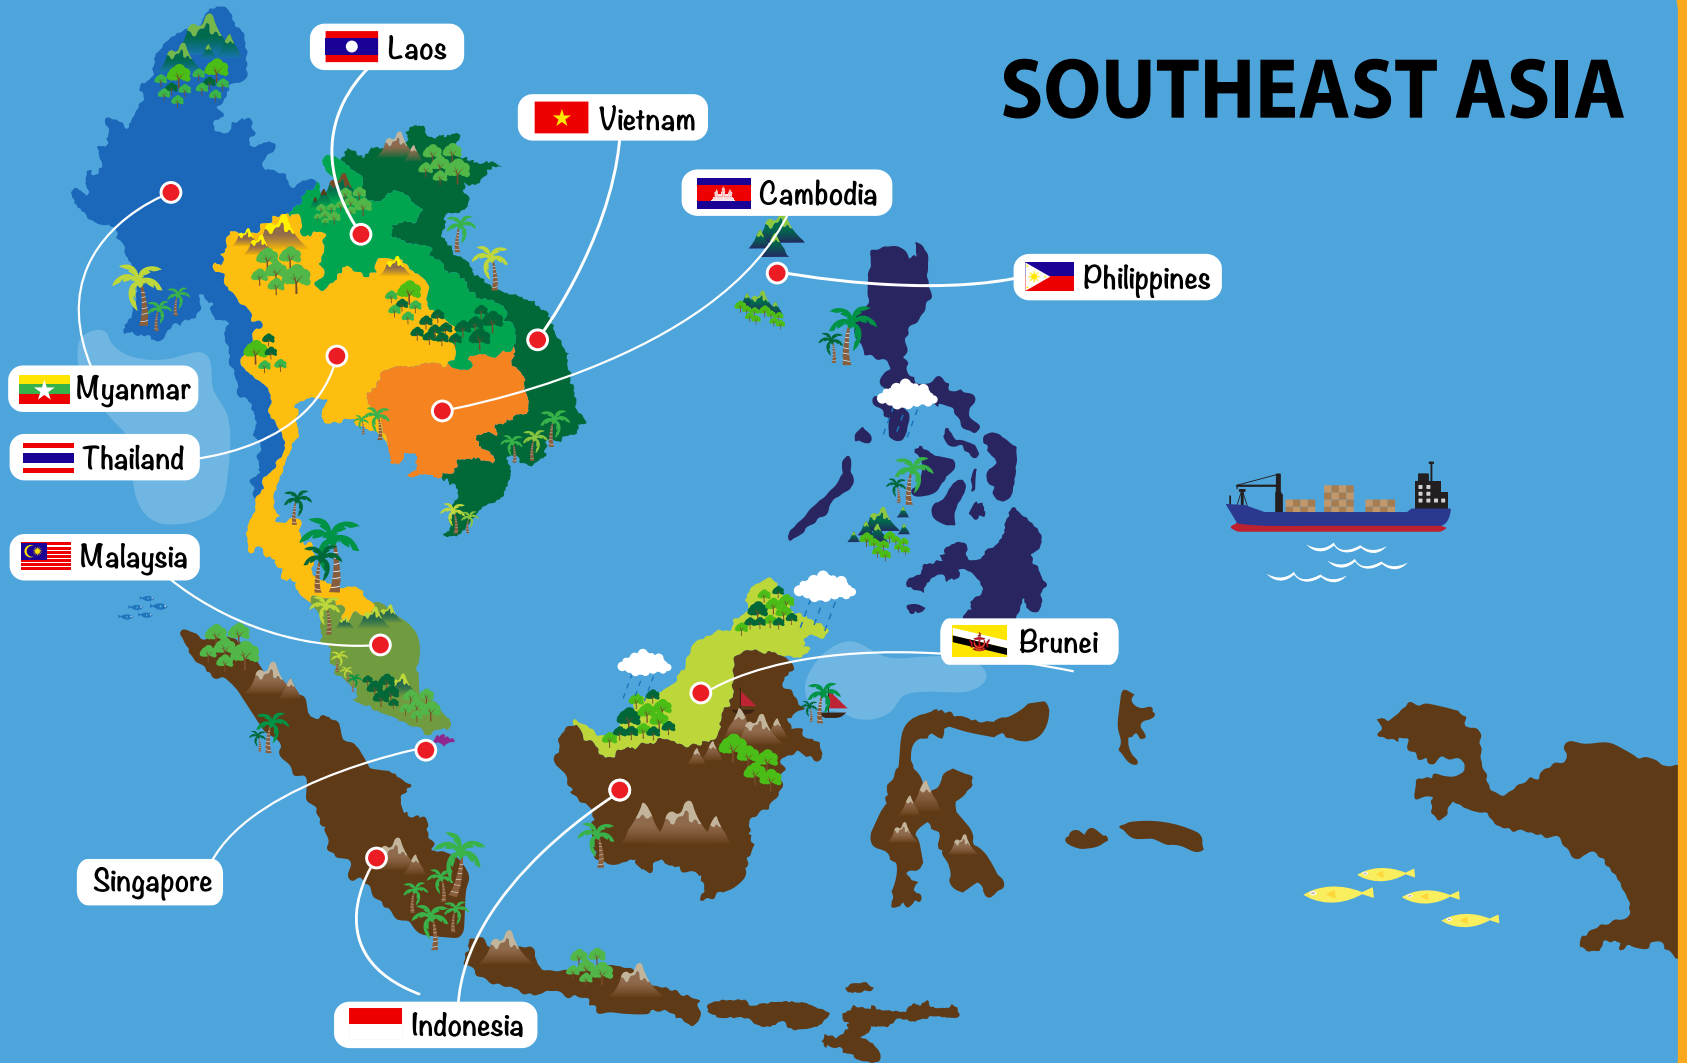 SOUTHEAST ASIA
Laos
Vietnam
Cambodia
Philippines
Myanmar
Thailand
Malaysia
Brunei
Singapore
Indonesia